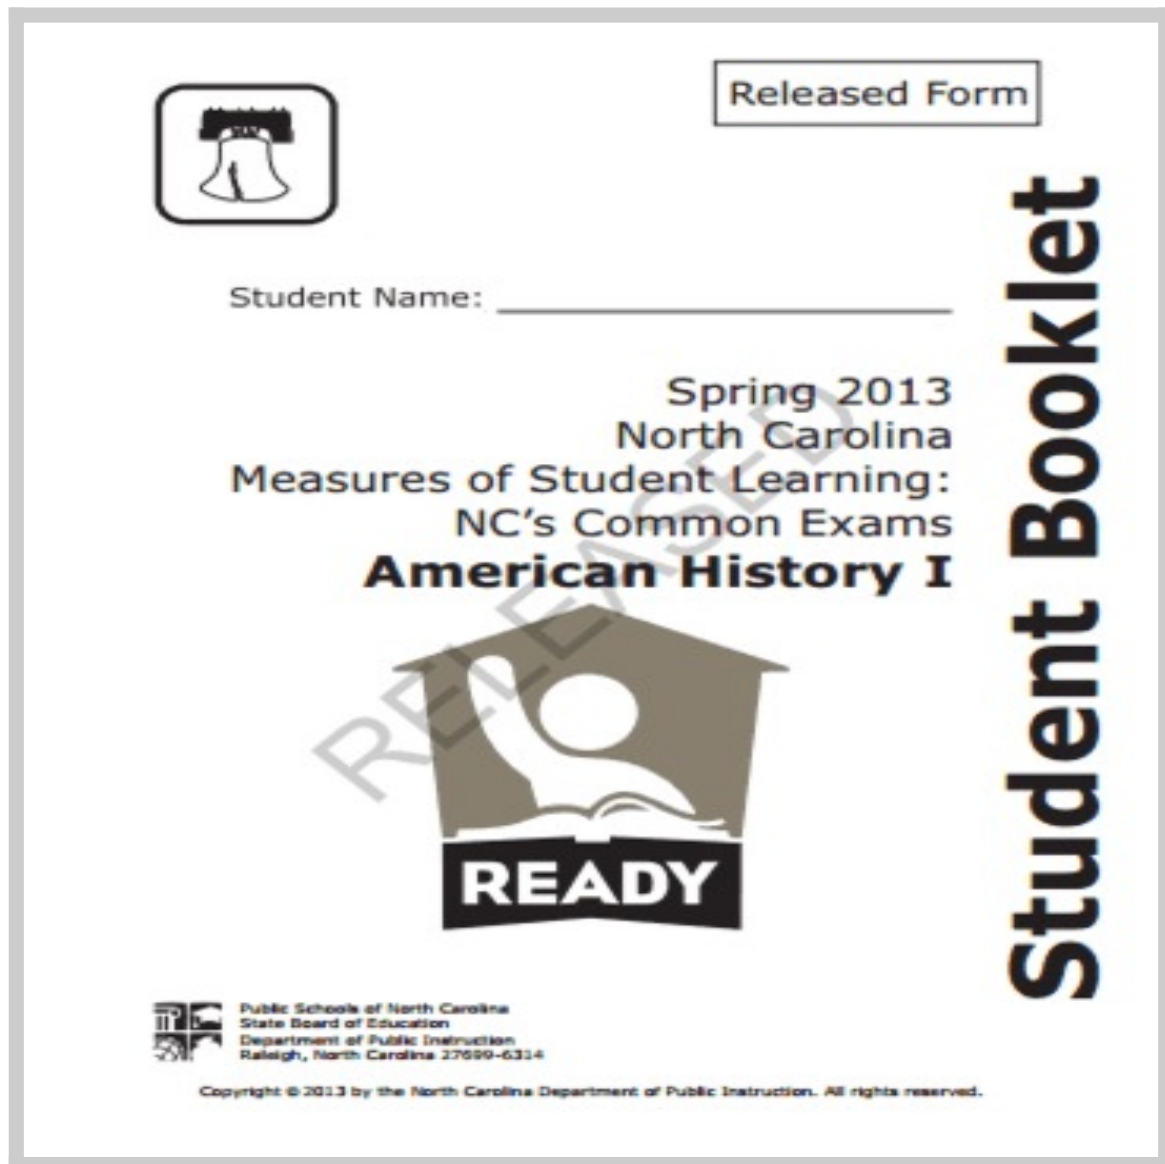 Released Form
Student Name:
Spring 2013
North Carolina
Measures of Student Learning:
NC's Common Exams
American History I
RELEASED
READY
Student Booklet
Public Schools of North Carolina
State Board of Education
Department of Public Instruction
Raleigh, North Carolina 27699-6314
Copyright © 2013 by the North Carolina Department of Public Instruction. All rights reserved.